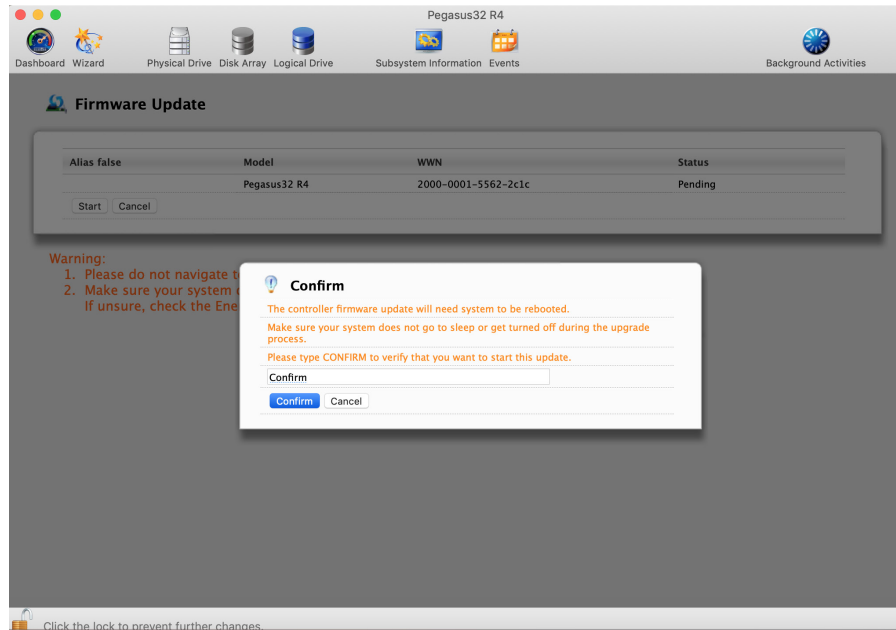 Pegasus32 R4
Dashboard Wizard Physical Drive Disk Array Logical Drive Subsystem Information Events Background Activities
Firmware Update
Alias false Model WWN Status
Pegasus32 R4 2000-0001-5562-2c1c Pending
Start Cancel
Warning:
1. Please do not navigate t
2. Make sure your system
If unsure, check the Ene
Confirm
The controller firmware update will need system to be rebooted.
Make sure your system does not go to sleep or get turned off during the upgrade
process.
Please type CONFIRM to verify that you want to start this update.
Confirm
Confirm Cancel
Click the lock to prevent further changes.